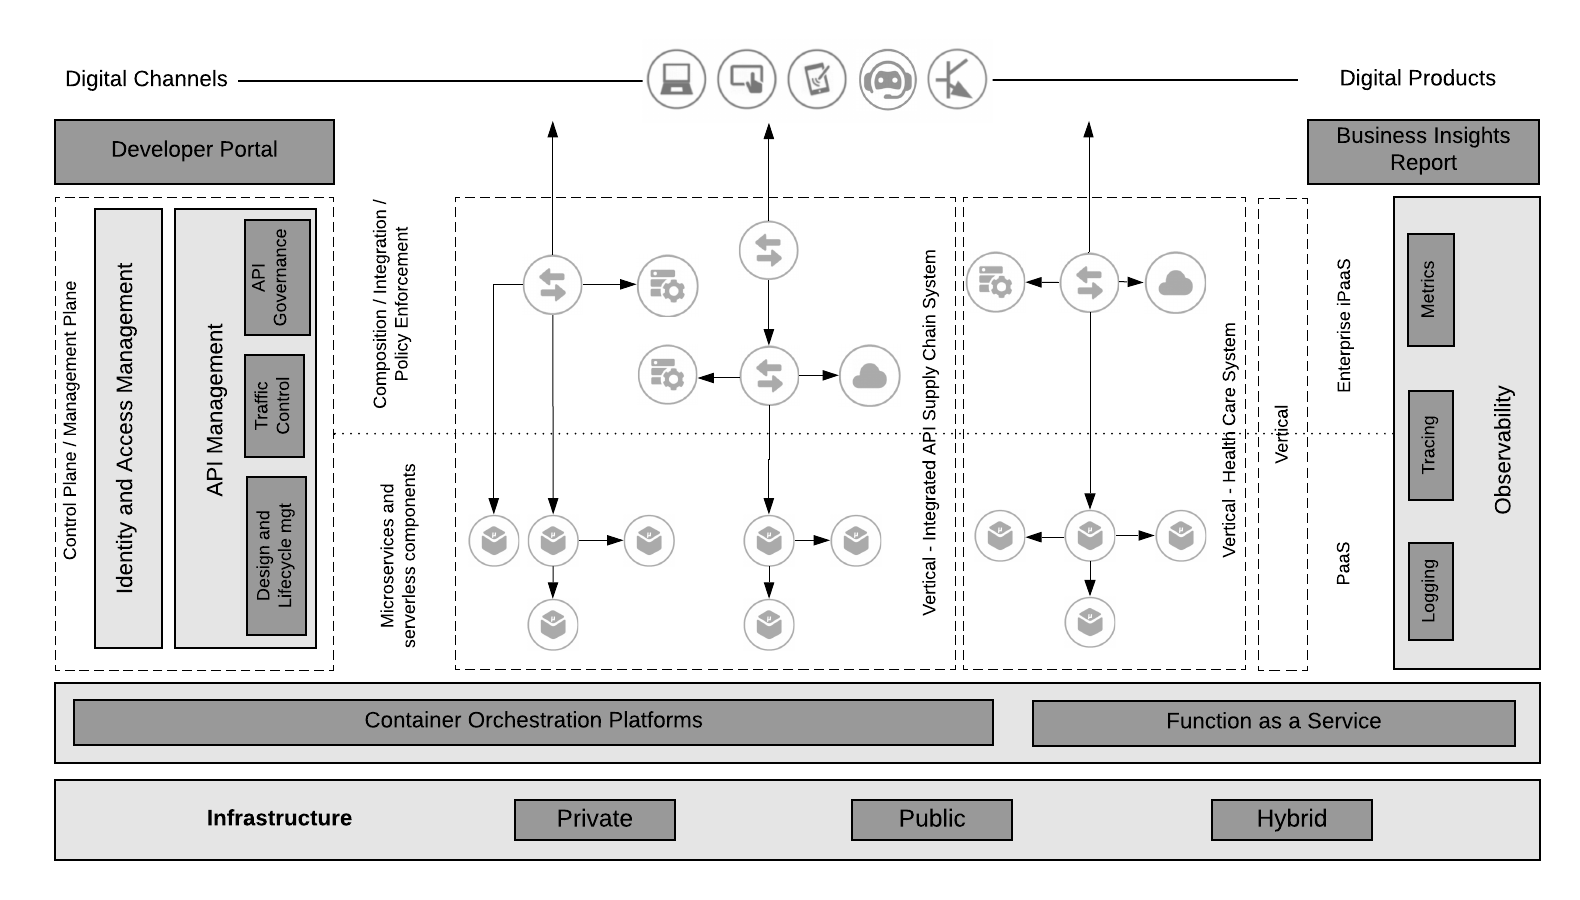 Digital Channels
Digital Products
Developer Portal
Business Insights
Report
Control Plane / Management Plane
Identity and Access Management
API Management
API
Governance
Traffic
Control
Design and
Lifecycle mgt
Composition / Integration /
Policy Enforcement
Microservices and
serverless components
Vertical - Integrated API Supply Chain System
Vertical - Health Care System
Vertical
Enterprise iPaaS
PaaS
Metrics
Tracing
Logging
Observability
Container Orchestration Platforms
Function as a Service
Infrastructure
Private
Public
Hybrid